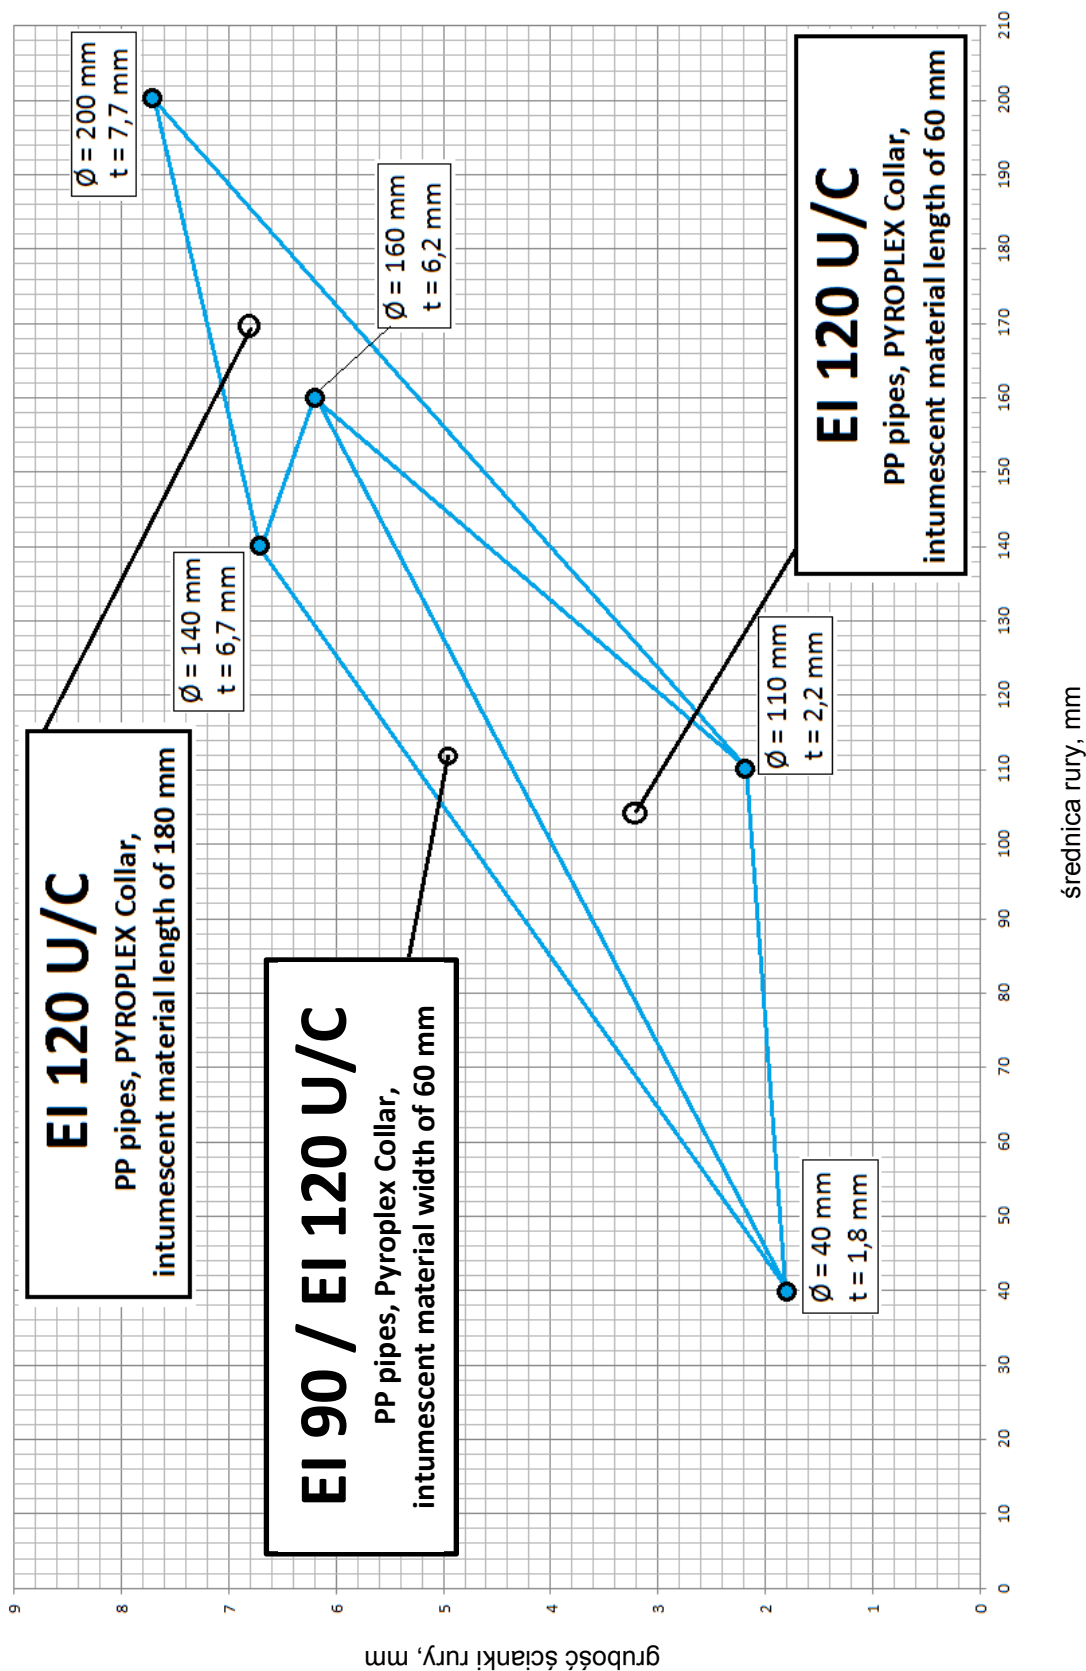 EI 120 U/C
PP pipes, PYROPLEX Collar,
intumescent material length of 180 mm
Ø = 200 mm
t = 7,7 mm
Ø = 140 mm
t = 6,7 mm
Ø = 160 mm
t = 6,2 mm
EI 90 / EI 120 U/C
PP pipes, Pyroplex Collar,
intumescent material width of 60 mm
Ø = 110 mm
t = 2,2 mm
Ø = 40 mm
t = 1,8 mm
EI 120 U/C
PP pipes, PYROPLEX Collar,
intumescent material length of 60 mm
grubość ścianki rury, mm
9
8
7
6
5
4
3
2
1
0
0
10
20
30
40
50
60
70
80
90
100
110
120
130
140
150
160
170
180
190
200
210
średnica rury, mm